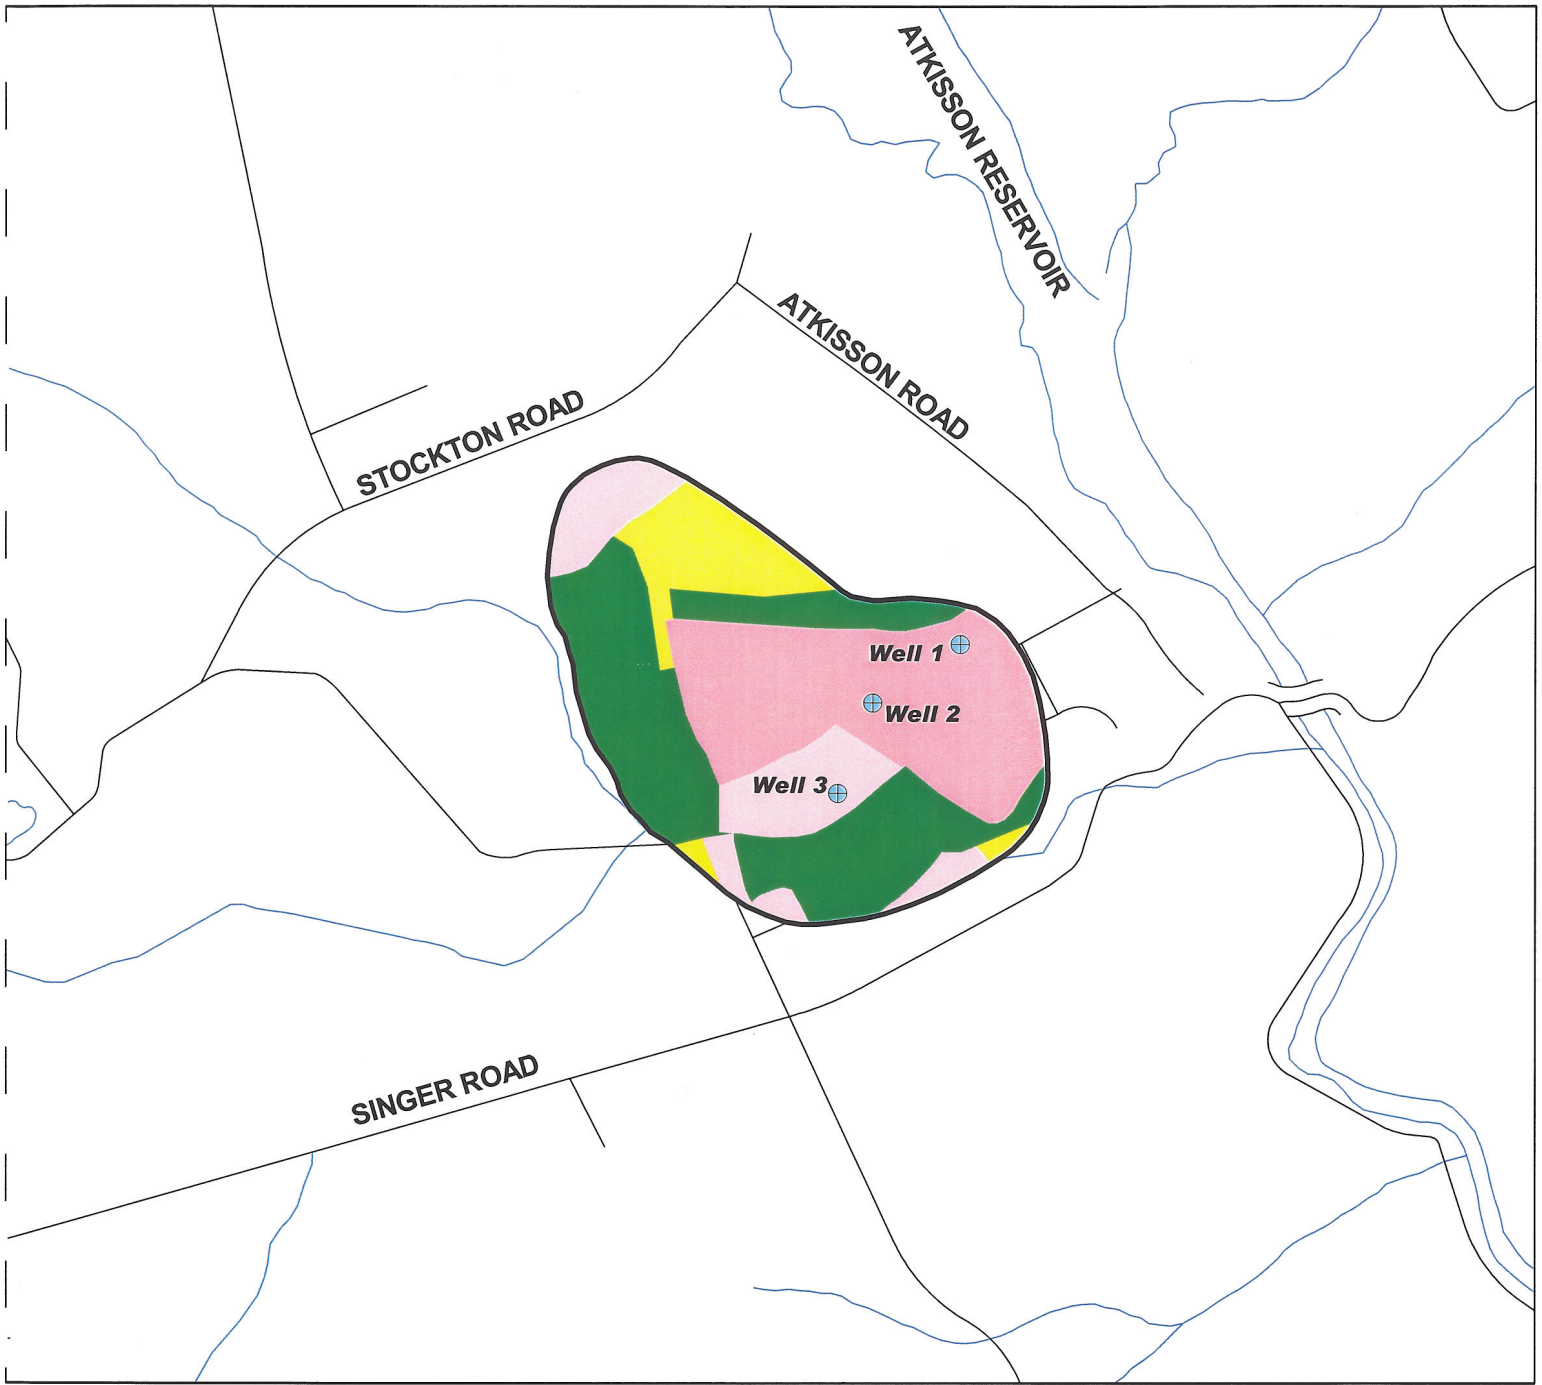 ATKISSON RESERVOIR
ATKISSON ROAD
STOCKTON ROAD
Well 1
Well 2
Well 3
SINGER ROAD